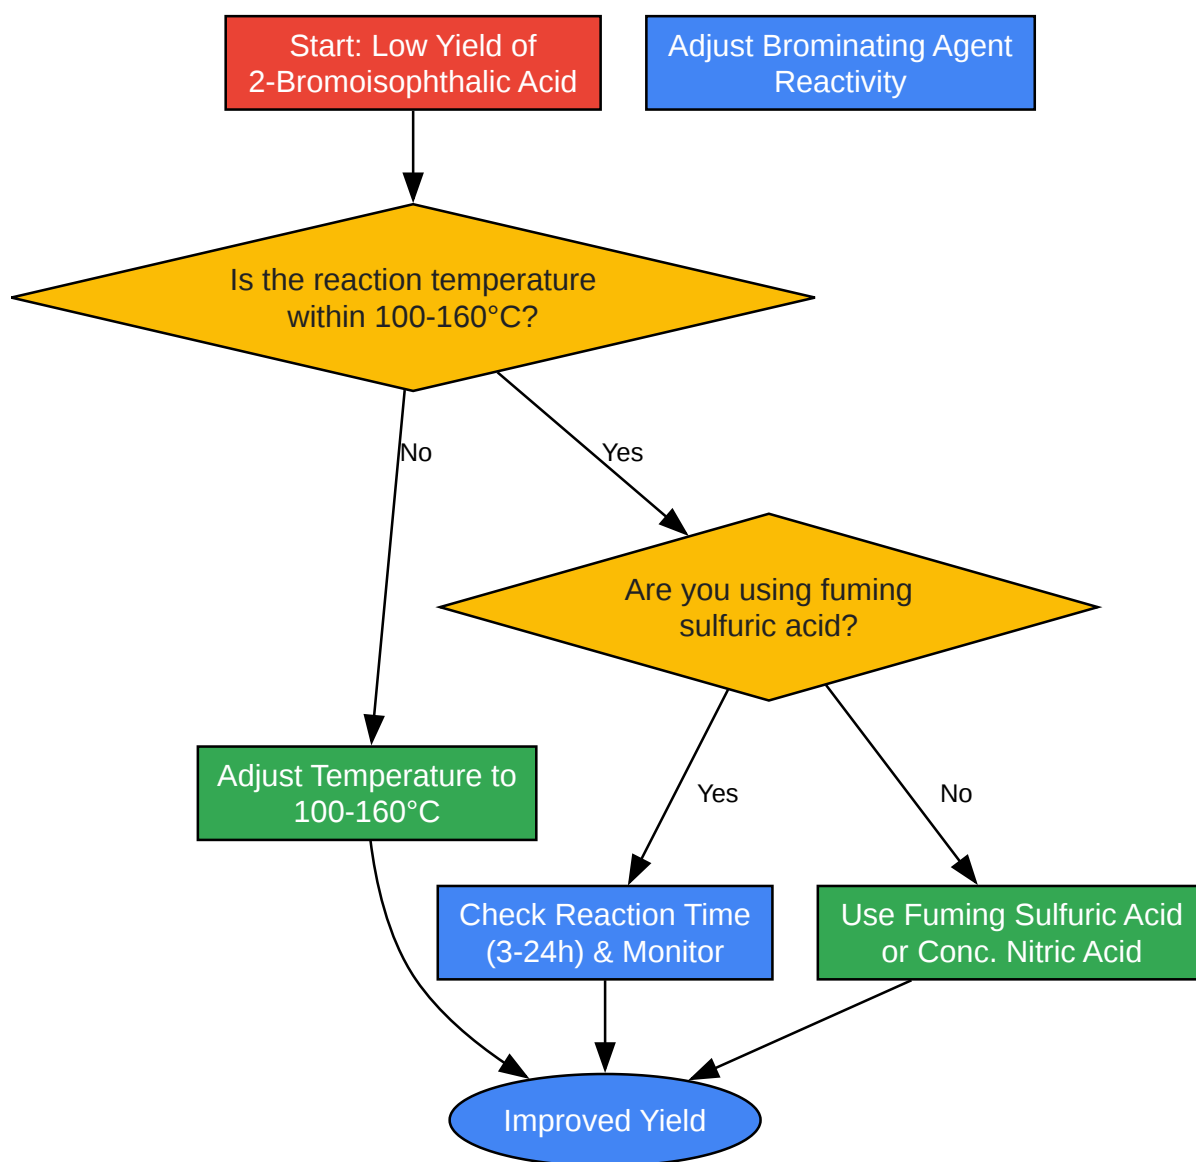 Start: Low Yield of
2-Bromoisophthalic Acid
Adjust Brominating Agent
Reactivity
Is the reaction temperature
within 100-160°C?
No
Yes
Are you using fuming
sulfuric acid?
Adjust Temperature to
100-160°C
Yes
No
Check Reaction Time
(3-24h) & Monitor
Use Fuming Sulfuric Acid
or Conc. Nitric Acid
Improved Yield